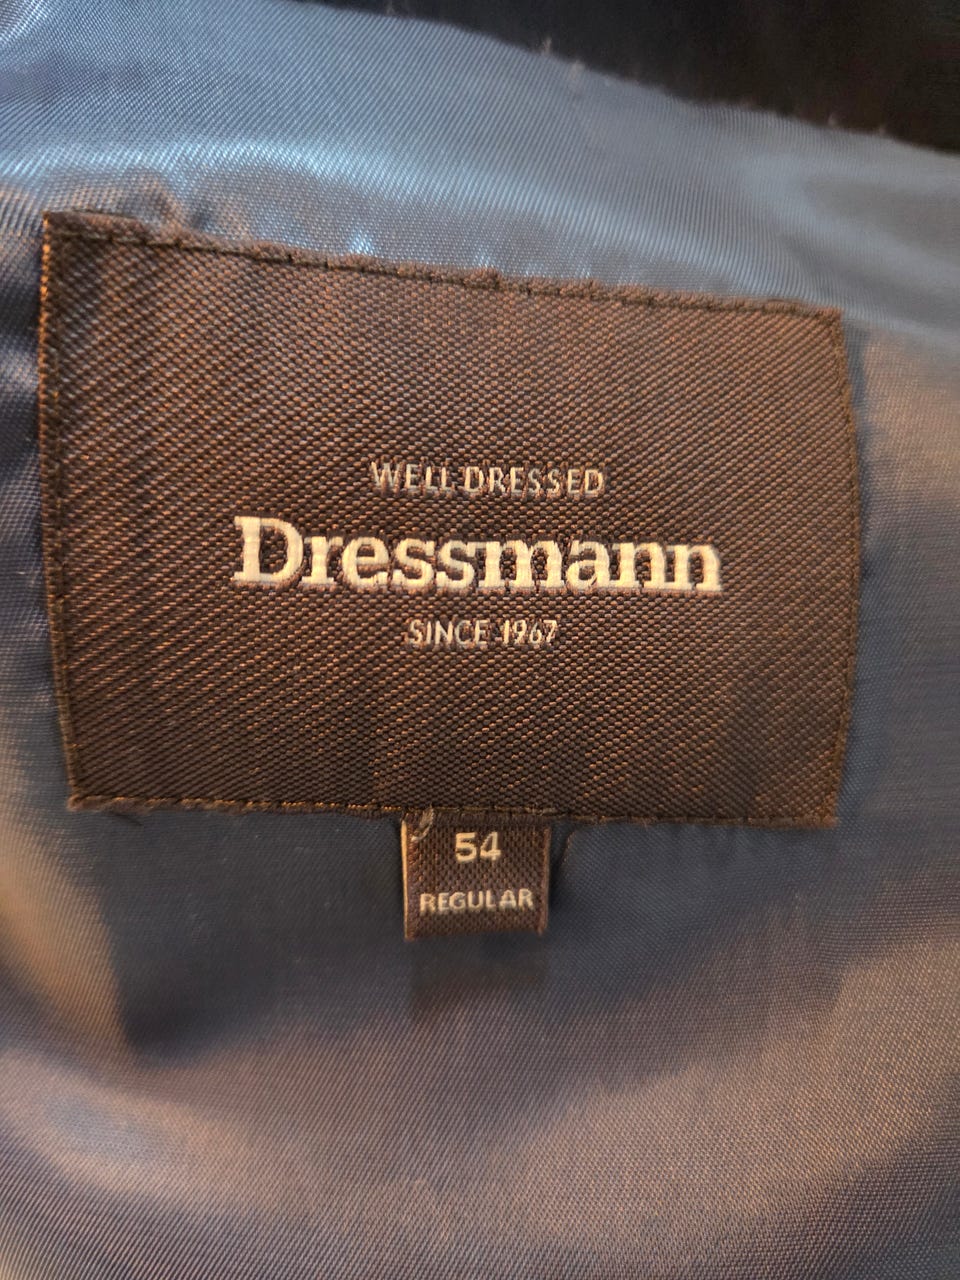 WELL DRESSED
Dressmann
SINCE 1967
54
REGULAR